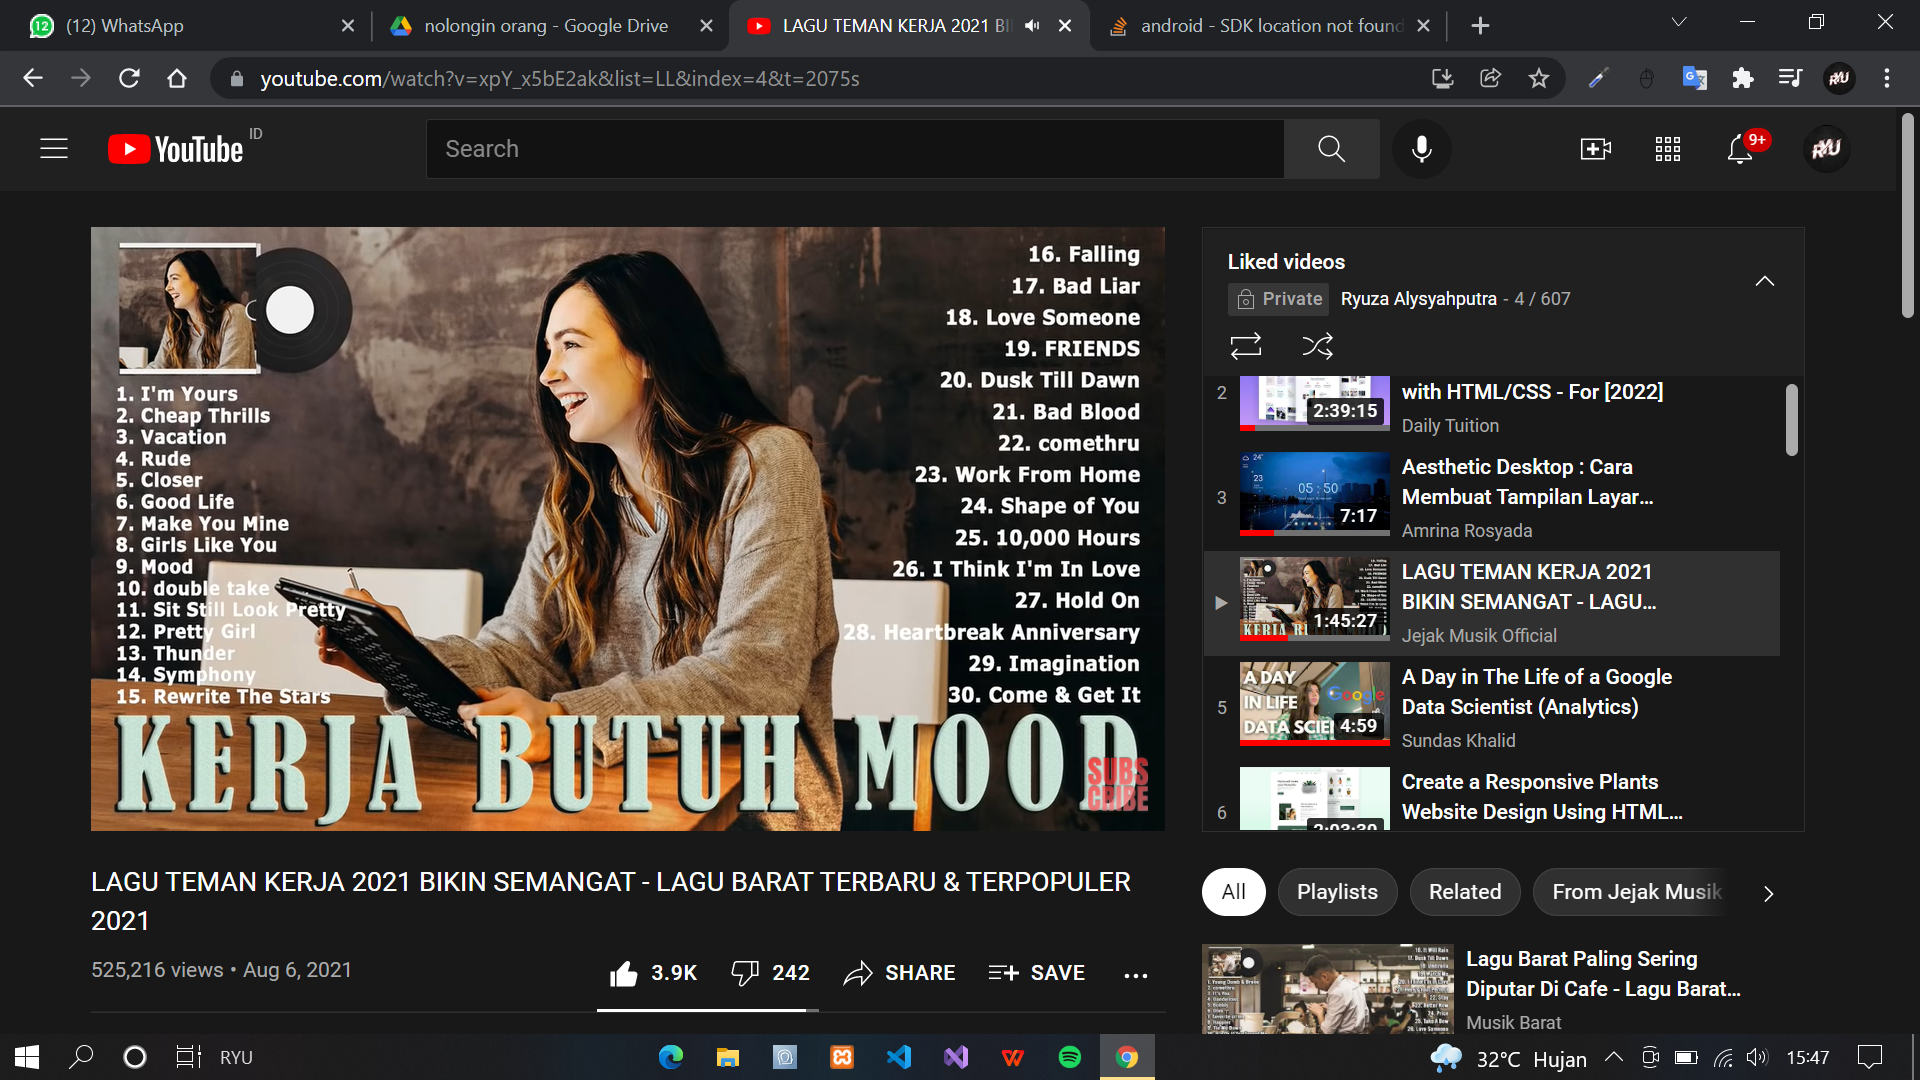 (12) WhatsApp
nolongin orang - Google Drive
LAGU TEMAN KERJA 2021
android - SDK location not found
youtube.com/watch?v=xpY_x5bE2ak&list=LL&index=4&t=2075s
YouTube ID
Search
9+
RYU
1. I'm Yours
2. Cheap Thrills
3. Vacation
4. Rude
5. Closer
6. Good Life
7. Make You Mine
8. Girls Like You
9. Mood
10. double take
11. Sit Still Look Pretty
12. Pretty Girl
13. Thunder
14. Symphony
15. Rewrite The Stars
16. Falling
17. Bad Liar
18. Love Someone
19. FRIENDS
20. Dusk Till Dawn
21. Bad Blood
22. comethru
23. Work From Home
24. Shape of You
25. 10,000 Hours
26. I Think I'm In Love
27. Hold On
28. Heartbreak Anniversary
29. Imagination
30. Come & Get It
KERJA BUTUH MOOD
SUBS
CRIBE
LAGU TEMAN KERJA 2021 BIKIN SEMANGAT - LAGU BARAT TERBARU & TERPOPULER
2021
525,216 views • Aug 6, 2021
3.9K
242
SHARE
SAVE
Liked videos
Private
Ryuza Alysyahputra - 4 / 607
2
2:39:15
with HTML/CSS - For [2022]
Daily Tuition
3
05:50
7:17
Aesthetic Desktop : Cara
Membuat Tampilan Layar...
Amrina Rosyada
1:45:27
LAGU TEMAN KERJA 2021
BIKIN SEMANGAT - LAGU...
Jejak Musik Official
5
A DAY
IN LIFE
Google
4:59
A Day in The Life of a Google
Data Scientist (Analytics)
Sundas Khalid
6
2:03:30
Create a Responsive Plants
Website Design Using HTML...
All
Playlists
Related
From Jejak Musik
Lagu Barat Paling Sering
Diputar Di Cafe - Lagu Barat...
Musik Barat
RYU
32°C Hujan
15:47